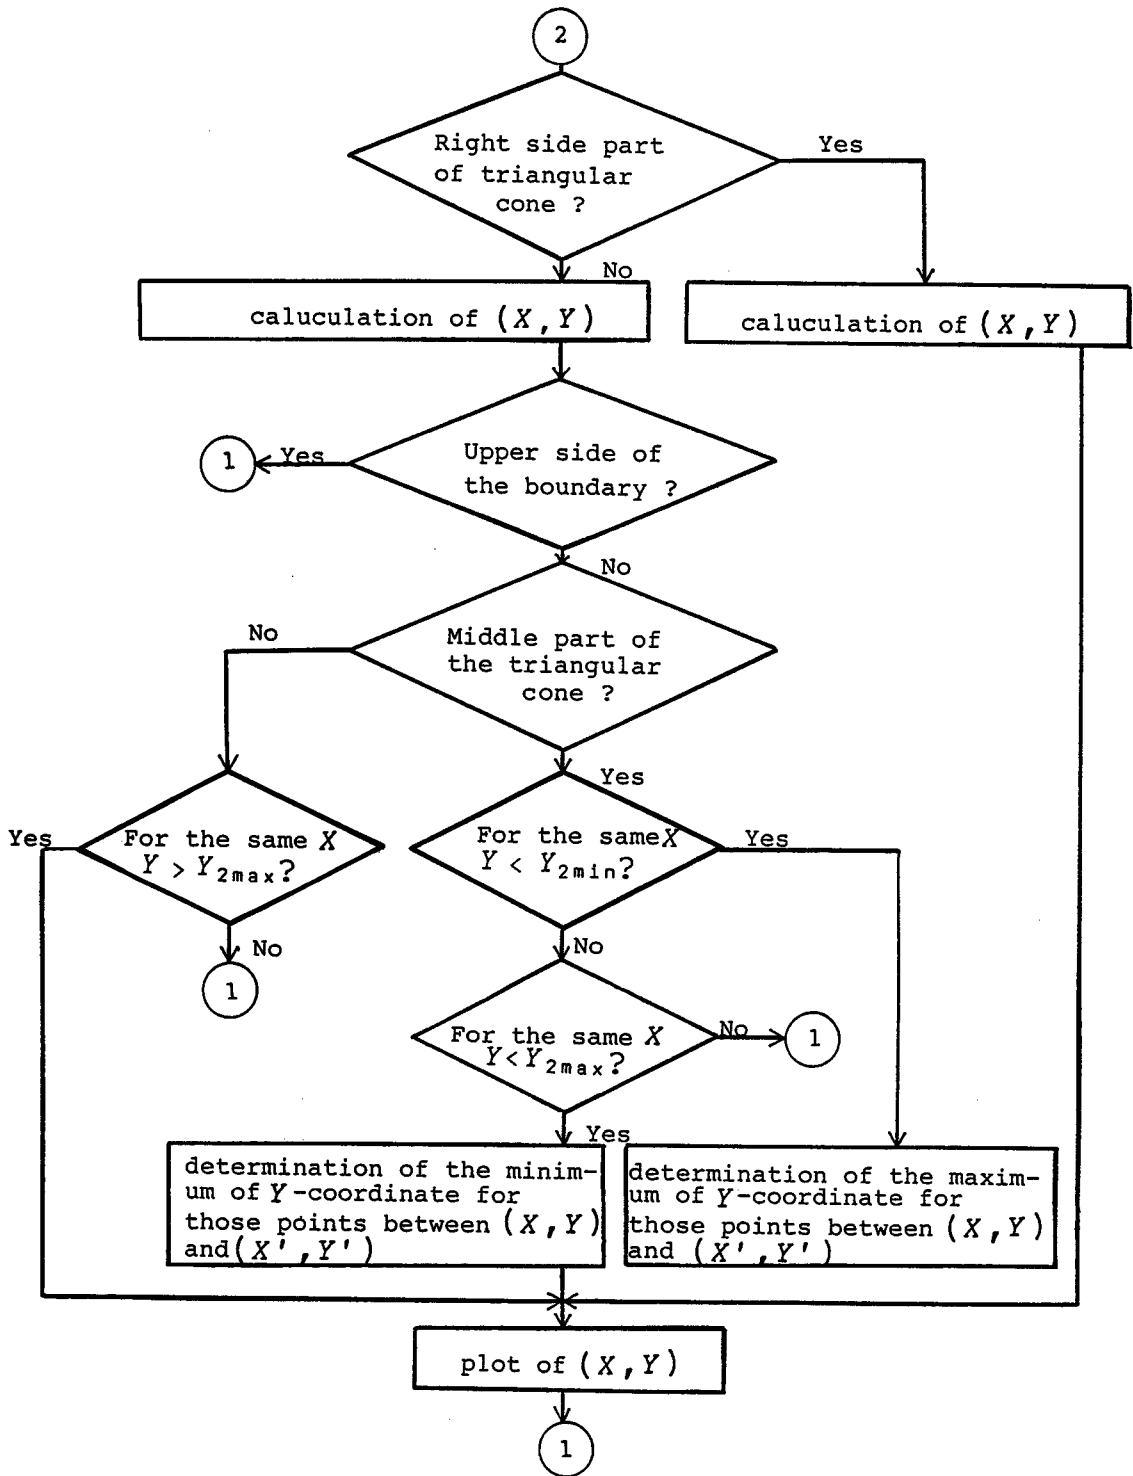 2
Right side part
of triangular
cone ?
Yes
No
caluculation of (X,Y)
caluculation of (X,Y)
1
Yes
Upper side of
the boundary ?
No
No
Middle part of
the triangular
cone ?
Yes
Yes
For the same X
Y > Y2max?
For the same X
Y < Y2min?
Yes
No
1
No
For the same X
Y<Y2max?
No
1
Yes
determination of the minim-
um of Y-coordinate for
those points between (X,Y)
and(X',Y')
determination of the maxim-
um of Y-coordinate for
those points between (X,Y)
and (X',Y')
plot of (X,Y)
1